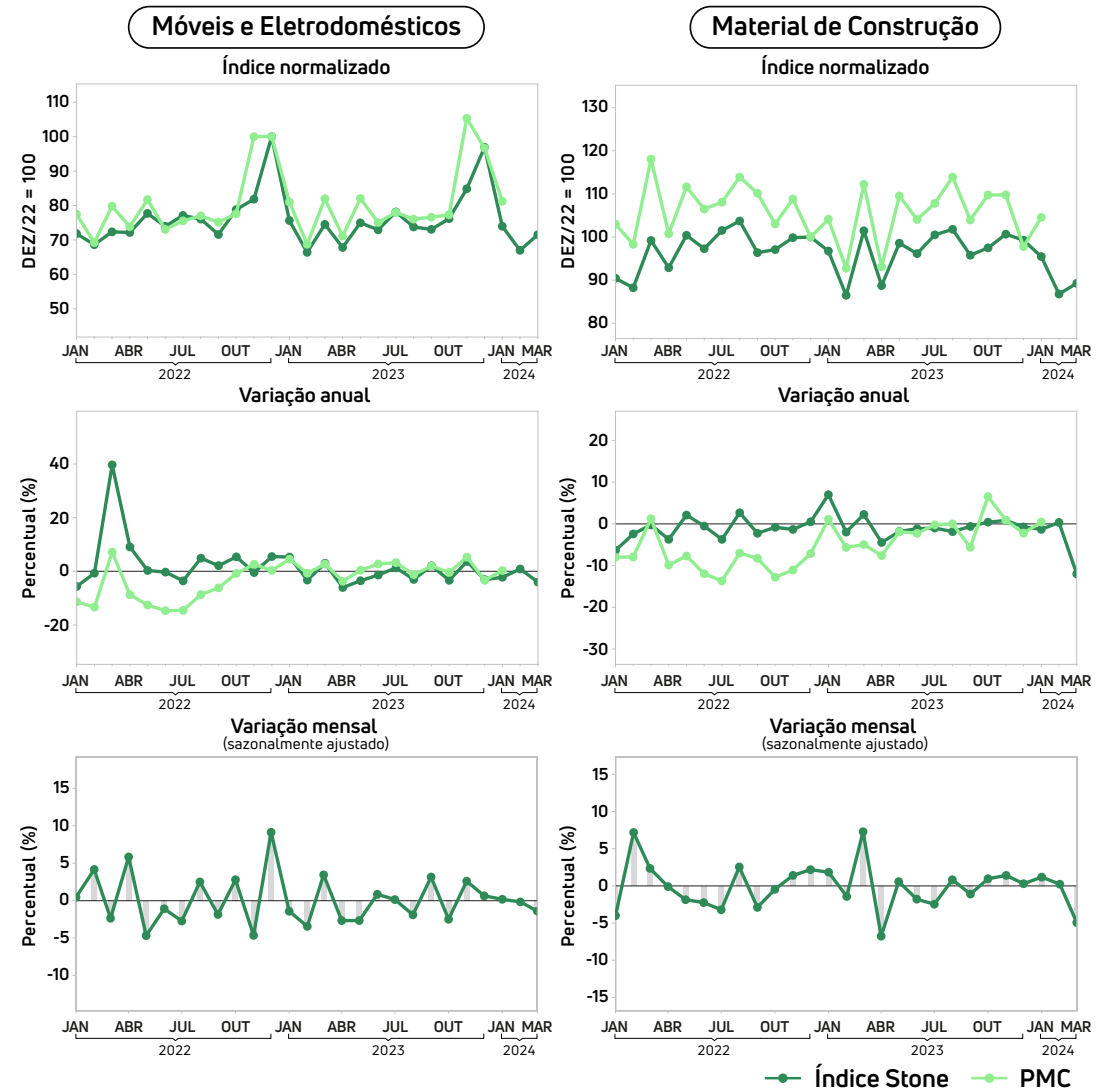 Móveis e Eletrodomésticos
Índice normalizado
DEZ/22 = 100
110
100
90
80
70
60
50
JAN ABR JUL OUT JAN ABR JUL OUT JAN MAR
2022 2023 2024
Variação anual
Percentual (%)
40
20
0
-20
JAN ABR JUL OUT JAN ABR JUL OUT JAN MAR
2022 2023 2024
Variação mensal
(sazonalmente ajustado)
Percentual (%)
15
10
5
0
-5
-10
JAN ABR JUL OUT JAN ABR JUL OUT JAN MAR
2022 2023 2024
Material de Construção
Índice normalizado
DEZ/22 = 100
130
120
110
100
90
80
JAN ABR JUL OUT JAN ABR JUL OUT JAN MAR
2022 2023 2024
Variação anual
Percentual (%)
20
10
0
-10
-20
-30
JAN ABR JUL OUT JAN ABR JUL OUT JAN MAR
2022 2023 2024
Variação mensal
(sazonalmente ajustado)
Percentual (%)
15
10
5
0
-5
-10
-15
JAN ABR JUL OUT JAN ABR JUL OUT JAN MAR
2022 2023 2024
Índice Stone PMC